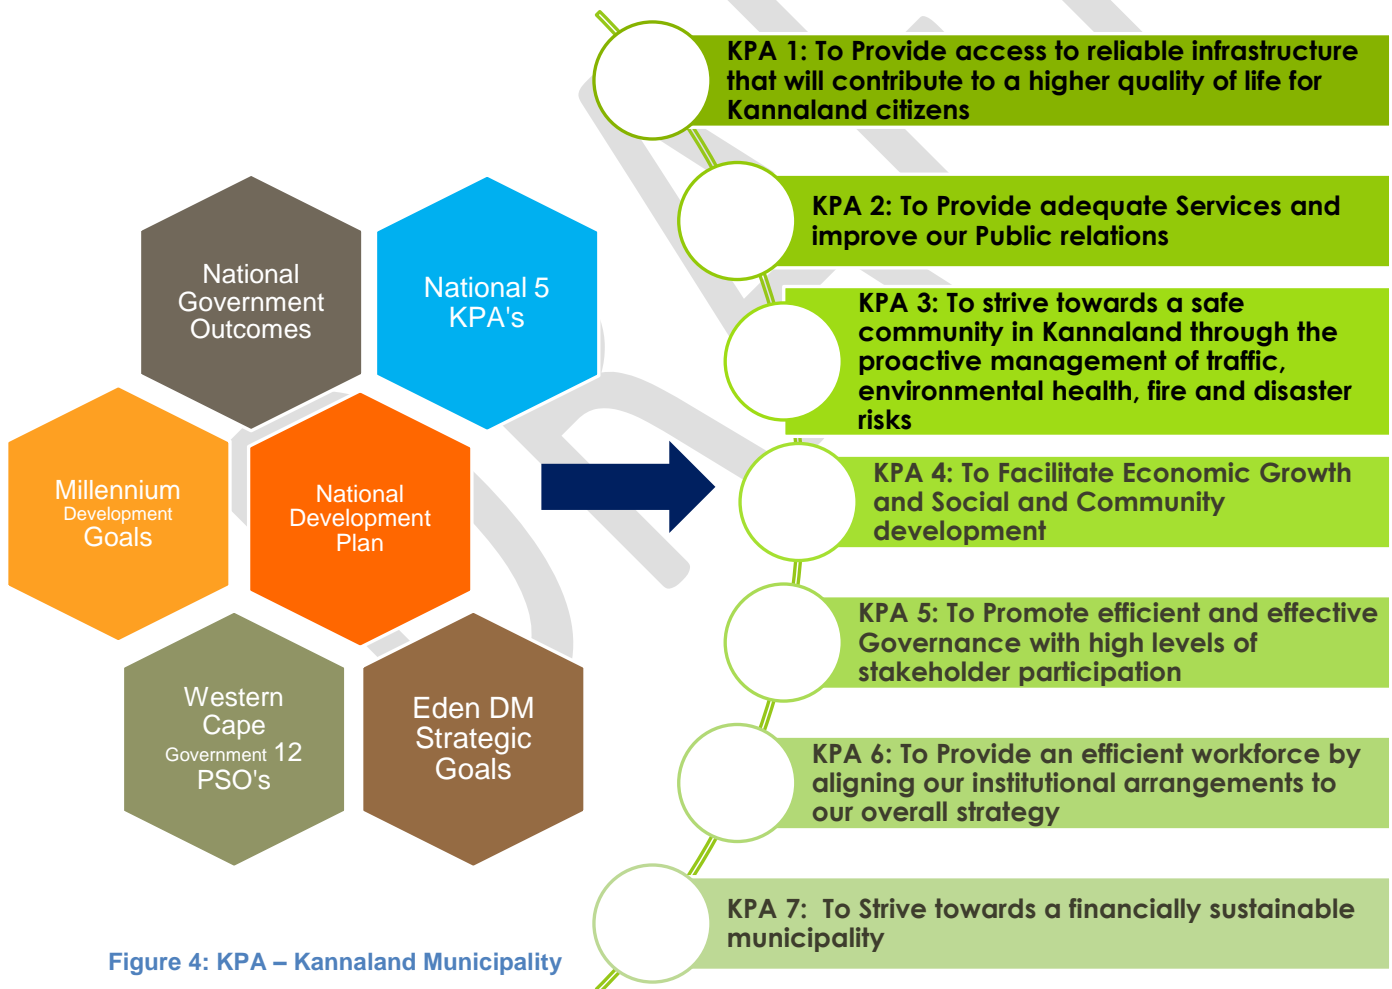 National
Government
Outcomes
National 5
KPA's
Millennium
Development
Goals
National
Development
Plan
Western
Cape
Government 12
PSO's
Eden DM
Strategic
Goals
KPA 1: To Provide access to reliable infrastructure
that will contribute to a higher quality of life for
Kannaland citizens
KPA 2: To Provide adequate Services and
improve our Public relations
KPA 3: To strive towards a safe
community in Kannaland through the
proactive management of traffic,
environmental health, fire and disaster
risks
KPA 4: To Facilitate Economic Growth
and Social and Community
development
KPA 5: To Promote efficient and effective
Governance with high levels of
stakeholder participation
KPA 6: To Provide an efficient workforce by
aligning our institutional arrangements to
our overall strategy
KPA 7:  To Strive towards a financially sustainable
municipality
Figure 4: KPA – Kannaland Municipality